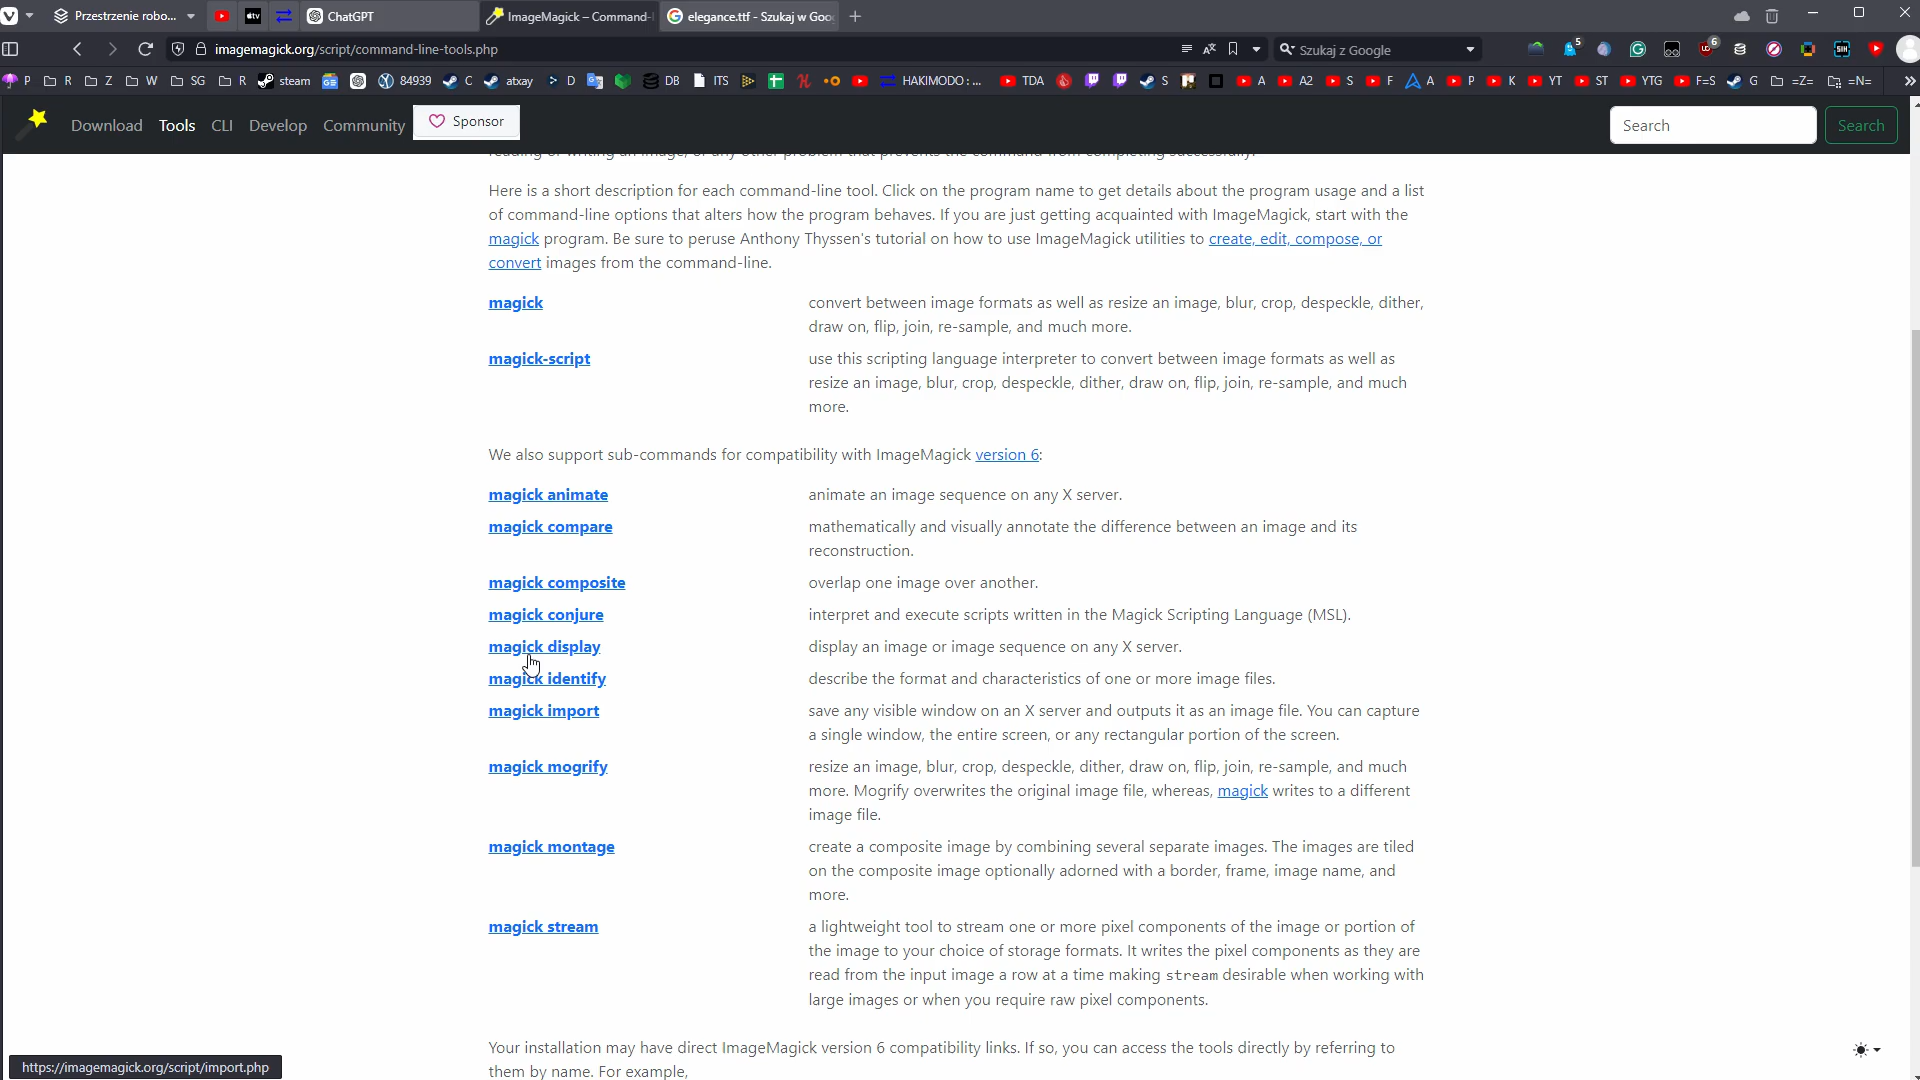 Przestrzenie robo...
tv
ChatGPT
ImageMagick – Command-
elegance.ttf - Szukaj w Goo
imagemagick.org/script/command-line-tools.php
Szukaj z Google
5
6
P R Z W SG R steam 84939 C atxay D DB ITS HAKIMODO : ... TDA S A A2 S F A P K YT ST YTG F=S G =Z= =N=
Download Tools CLI Develop Community Sponsor Search Search
reading or writing an image, or any other problem that prevents the command from completing successfully.
Here is a short description for each command-line tool. Click on the program name to get details about the program usage and a list
of command-line options that alters how the program behaves. If you are just getting acquainted with ImageMagick, start with the
magick program. Be sure to peruse Anthony Thyssen's tutorial on how to use ImageMagick utilities to create, edit, compose, or
convert images from the command-line.
magick convert between image formats as well as resize an image, blur, crop, despeckle, dither,
draw on, flip, join, re-sample, and much more.
magick-script use this scripting language interpreter to convert between image formats as well as
resize an image, blur, crop, despeckle, dither, draw on, flip, join, re-sample, and much
more.
We also support sub-commands for compatibility with ImageMagick version 6:
magick animate animate an image sequence on any X server.
magick compare mathematically and visually annotate the difference between an image and its
reconstruction.
magick composite overlap one image over another.
magick conjure interpret and execute scripts written in the Magick Scripting Language (MSL).
magick display display an image or image sequence on any X server.
magick identify describe the format and characteristics of one or more image files.
magick import save any visible window on an X server and outputs it as an image file. You can capture
a single window, the entire screen, or any rectangular portion of the screen.
magick mogrify resize an image, blur, crop, despeckle, dither, draw on, flip, join, re-sample, and much
more. Mogrify overwrites the original image file, whereas, magick writes to a different
image file.
magick montage create a composite image by combining several separate images. The images are tiled
on the composite image optionally adorned with a border, frame, image name, and
more.
magick stream a lightweight tool to stream one or more pixel components of the image or portion of
the image to your choice of storage formats. It writes the pixel components as they are
read from the input image a row at a time making stream desirable when working with
large images or when you require raw pixel components.
Your installation may have direct ImageMagick version 6 compatibility links. If so, you can access the tools directly by referring to
them by name. For example,
https://imagemagick.org/script/import.php